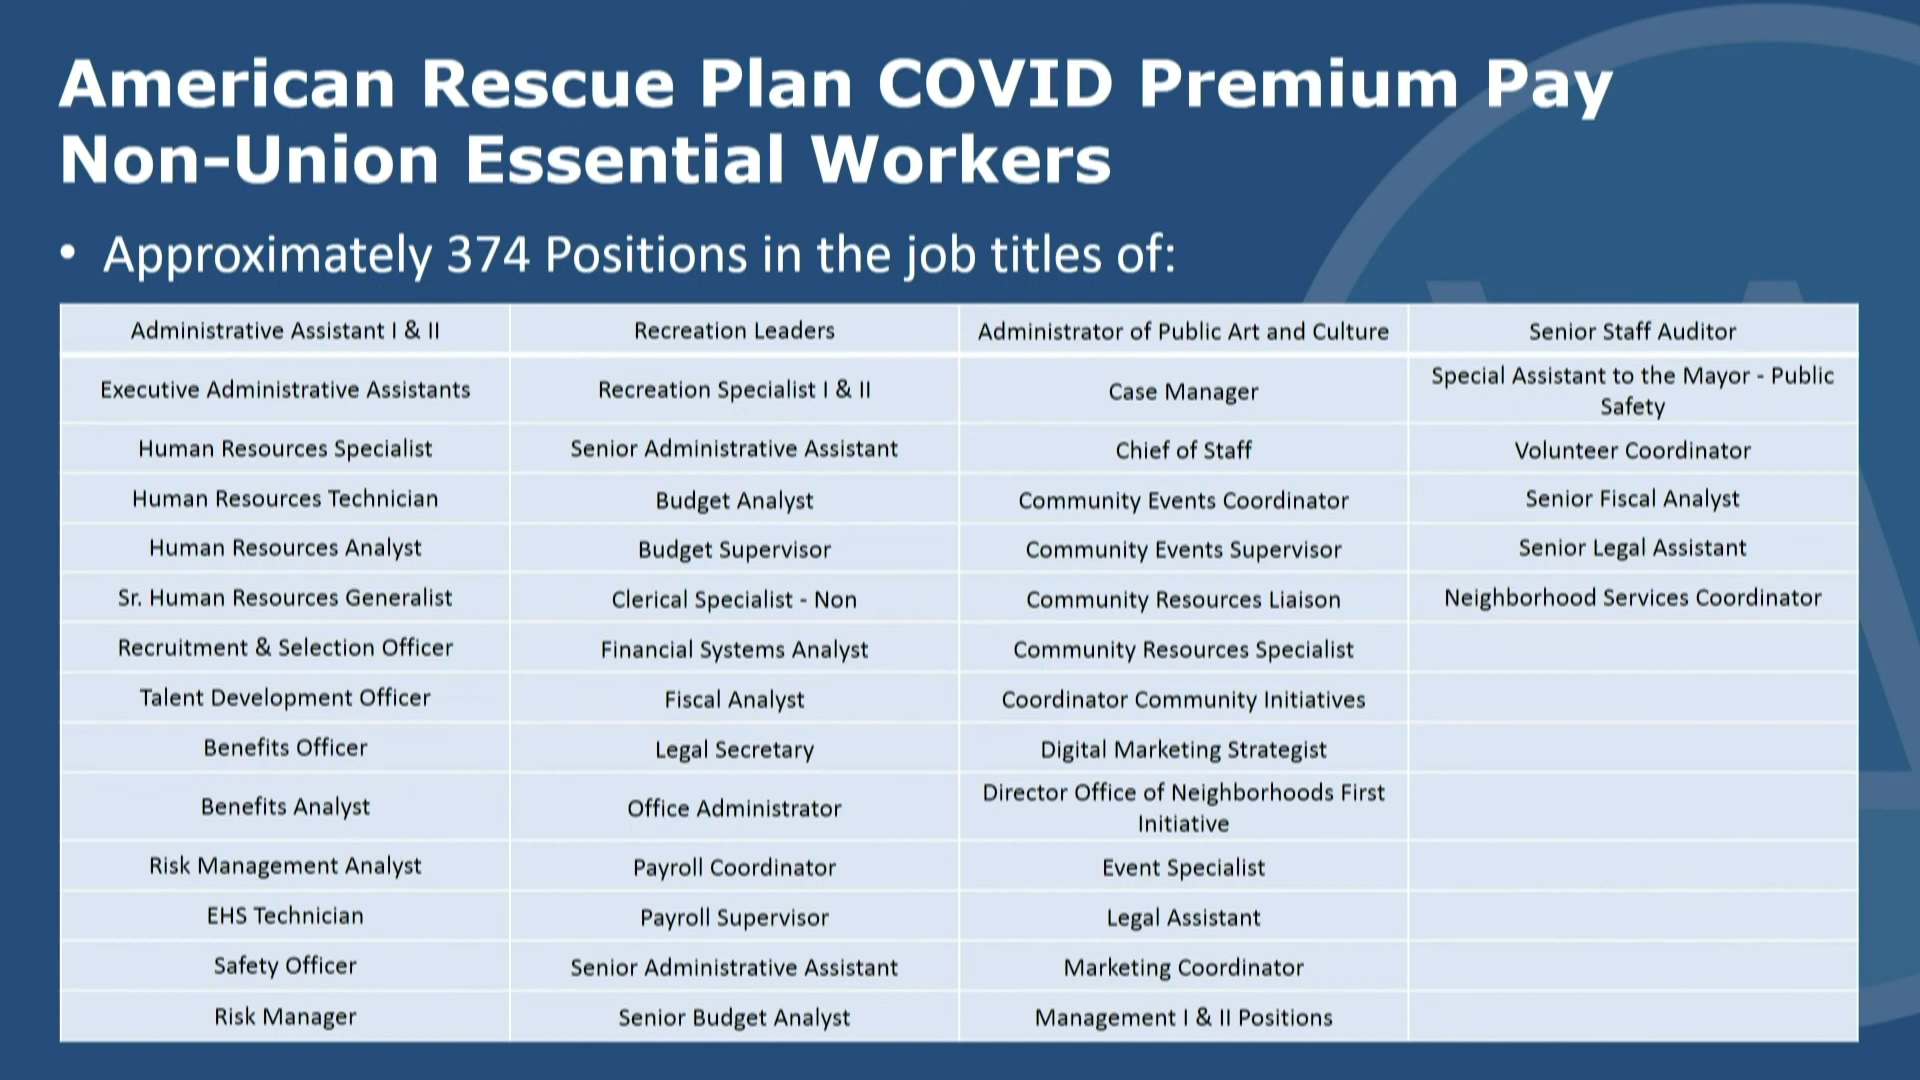 American Rescue Plan COVID Premium Pay
Non-Union Essential Workers
• Approximately 374 Positions in the job titles of:
Administrative Assistant I & II
Recreation Leaders
Administrator of Public Art and Culture
Senior Staff Auditor
Executive Administrative Assistants
Recreation Specialist I & II
Case Manager
Special Assistant to the Mayor - Public
Safety
Human Resources Specialist
Senior Administrative Assistant
Chief of Staff
Volunteer Coordinator
Human Resources Technician
Budget Analyst
Community Events Coordinator
Senior Fiscal Analyst
Human Resources Analyst
Budget Supervisor
Community Events Supervisor
Senior Legal Assistant
Sr. Human Resources Generalist
Clerical Specialist - Non
Community Resources Liaison
Neighborhood Services Coordinator
Recruitment & Selection Officer
Financial Systems Analyst
Community Resources Specialist
Talent Development Officer
Fiscal Analyst
Coordinator Community Initiatives
Benefits Officer
Legal Secretary
Digital Marketing Strategist
Benefits Analyst
Office Administrator
Director Office of Neighborhoods First
Initiative
Risk Management Analyst
Payroll Coordinator
Event Specialist
EHS Technician
Payroll Supervisor
Legal Assistant
Safety Officer
Senior Administrative Assistant
Marketing Coordinator
Risk Manager
Senior Budget Analyst
Management I & II Positions